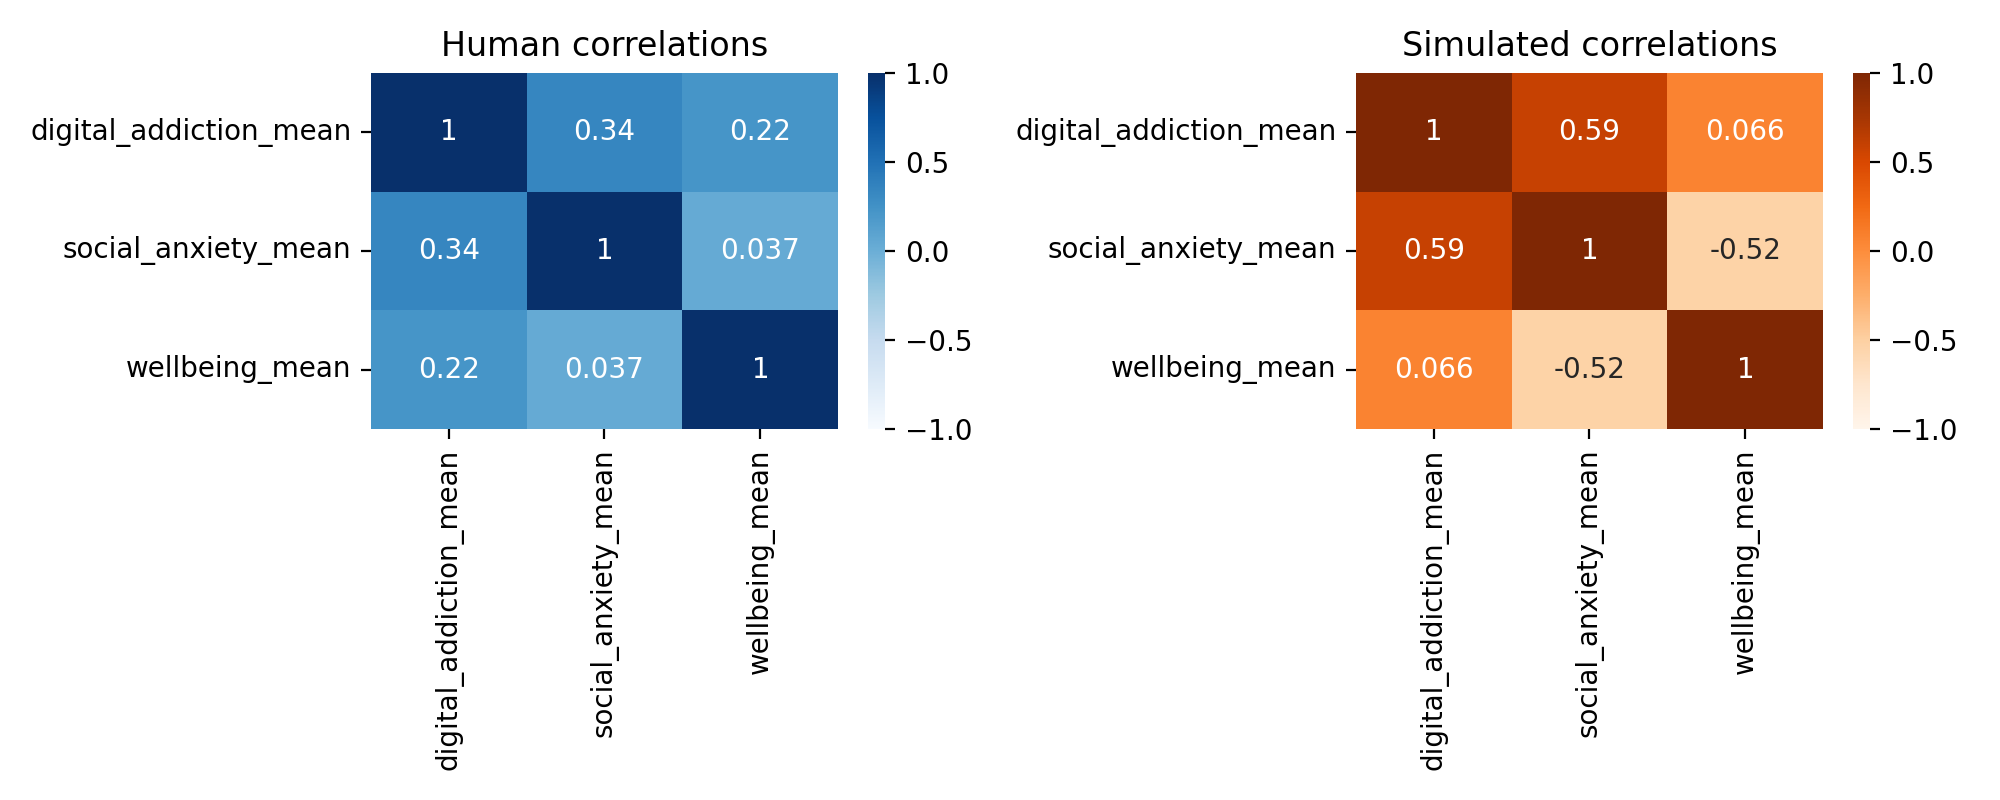 Human correlations
digital_addiction_mean
social_anxiety_mean
wellbeing_mean
1 0.34 0.22
0.34 1 0.037
0.22 0.037 1
digital_addiction_mean
social_anxiety_mean
wellbeing_mean
1.0
0.5
0.0
−0.5
−1.0
Simulated correlations
digital_addiction_mean
social_anxiety_mean
wellbeing_mean
1 0.59 0.066
0.59 1 -0.52
0.066 -0.52 1
digital_addiction_mean
social_anxiety_mean
wellbeing_mean
1.0
0.5
0.0
−0.5
−1.0